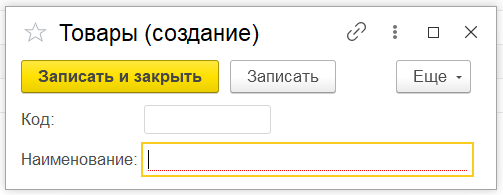 Товары (создание)
Записать и закрыть Записать Еще
Код:
Наименование: